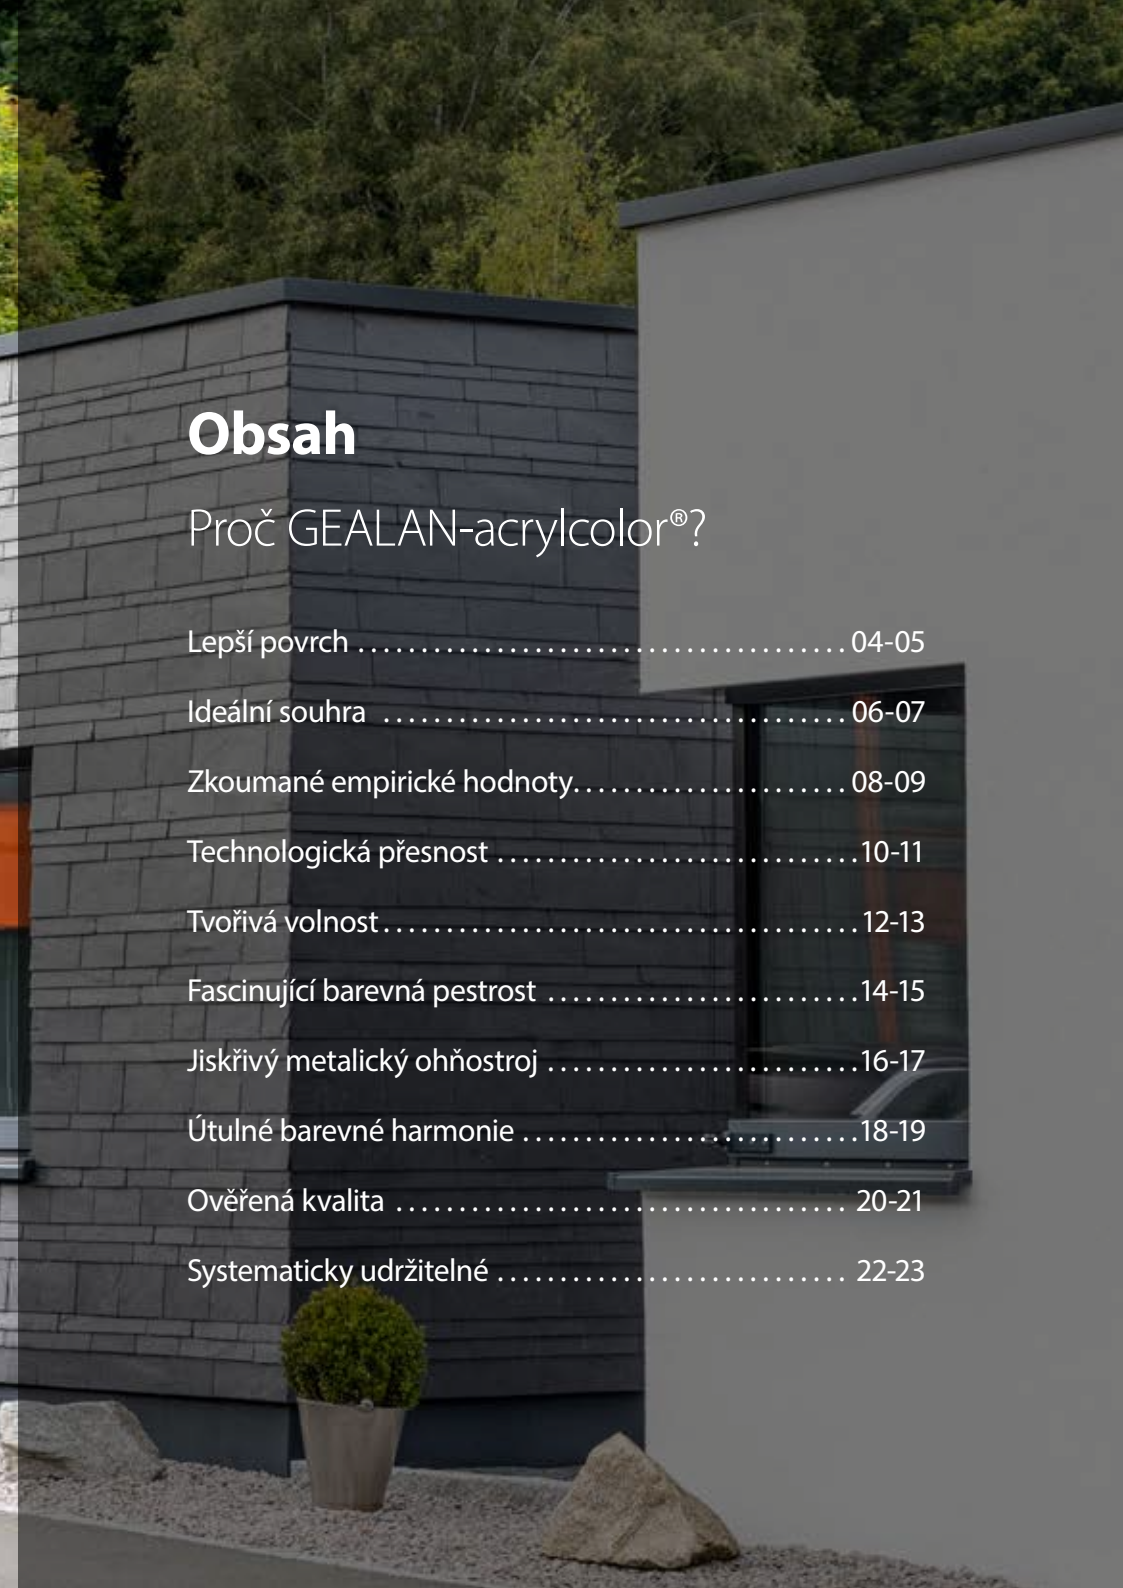 Obsah
Proč GEALAN-acrylcolor®?
Lepší povrch . . . . . . . . . . . . . . . . . . . . . . . . . . . . . . . . . . . . . . . 04-05
Ideální souhra . . . . . . . . . . . . . . . . . . . . . . . . . . . . . . . . . . . . . 06-07
Zkoumané empirické hodnoty. . . . . . . . . . . . . . . . . . . . . . 08-09
Technologická přesnost . . . . . . . . . . . . . . . . . . . . . . . . . . . . . 10-11
Tvořivá volnost . . . . . . . . . . . . . . . . . . . . . . . . . . . . . . . . . . . . . . 12-13
Fascinující barevná pestrost . . . . . . . . . . . . . . . . . . . . . . . . . 14-15
Jiskřivý metalický ohňostroj . . . . . . . . . . . . . . . . . . . . . . . . . 16-17
Útulné barevné harmonie . . . . . . . . . . . . . . . . . . . . . . . . . . . 18-19
Ověřená kvalita . . . . . . . . . . . . . . . . . . . . . . . . . . . . . . . . . . . . 20-21
Systematicky udržitelné . . . . . . . . . . . . . . . . . . . . . . . . . . . . 22-23